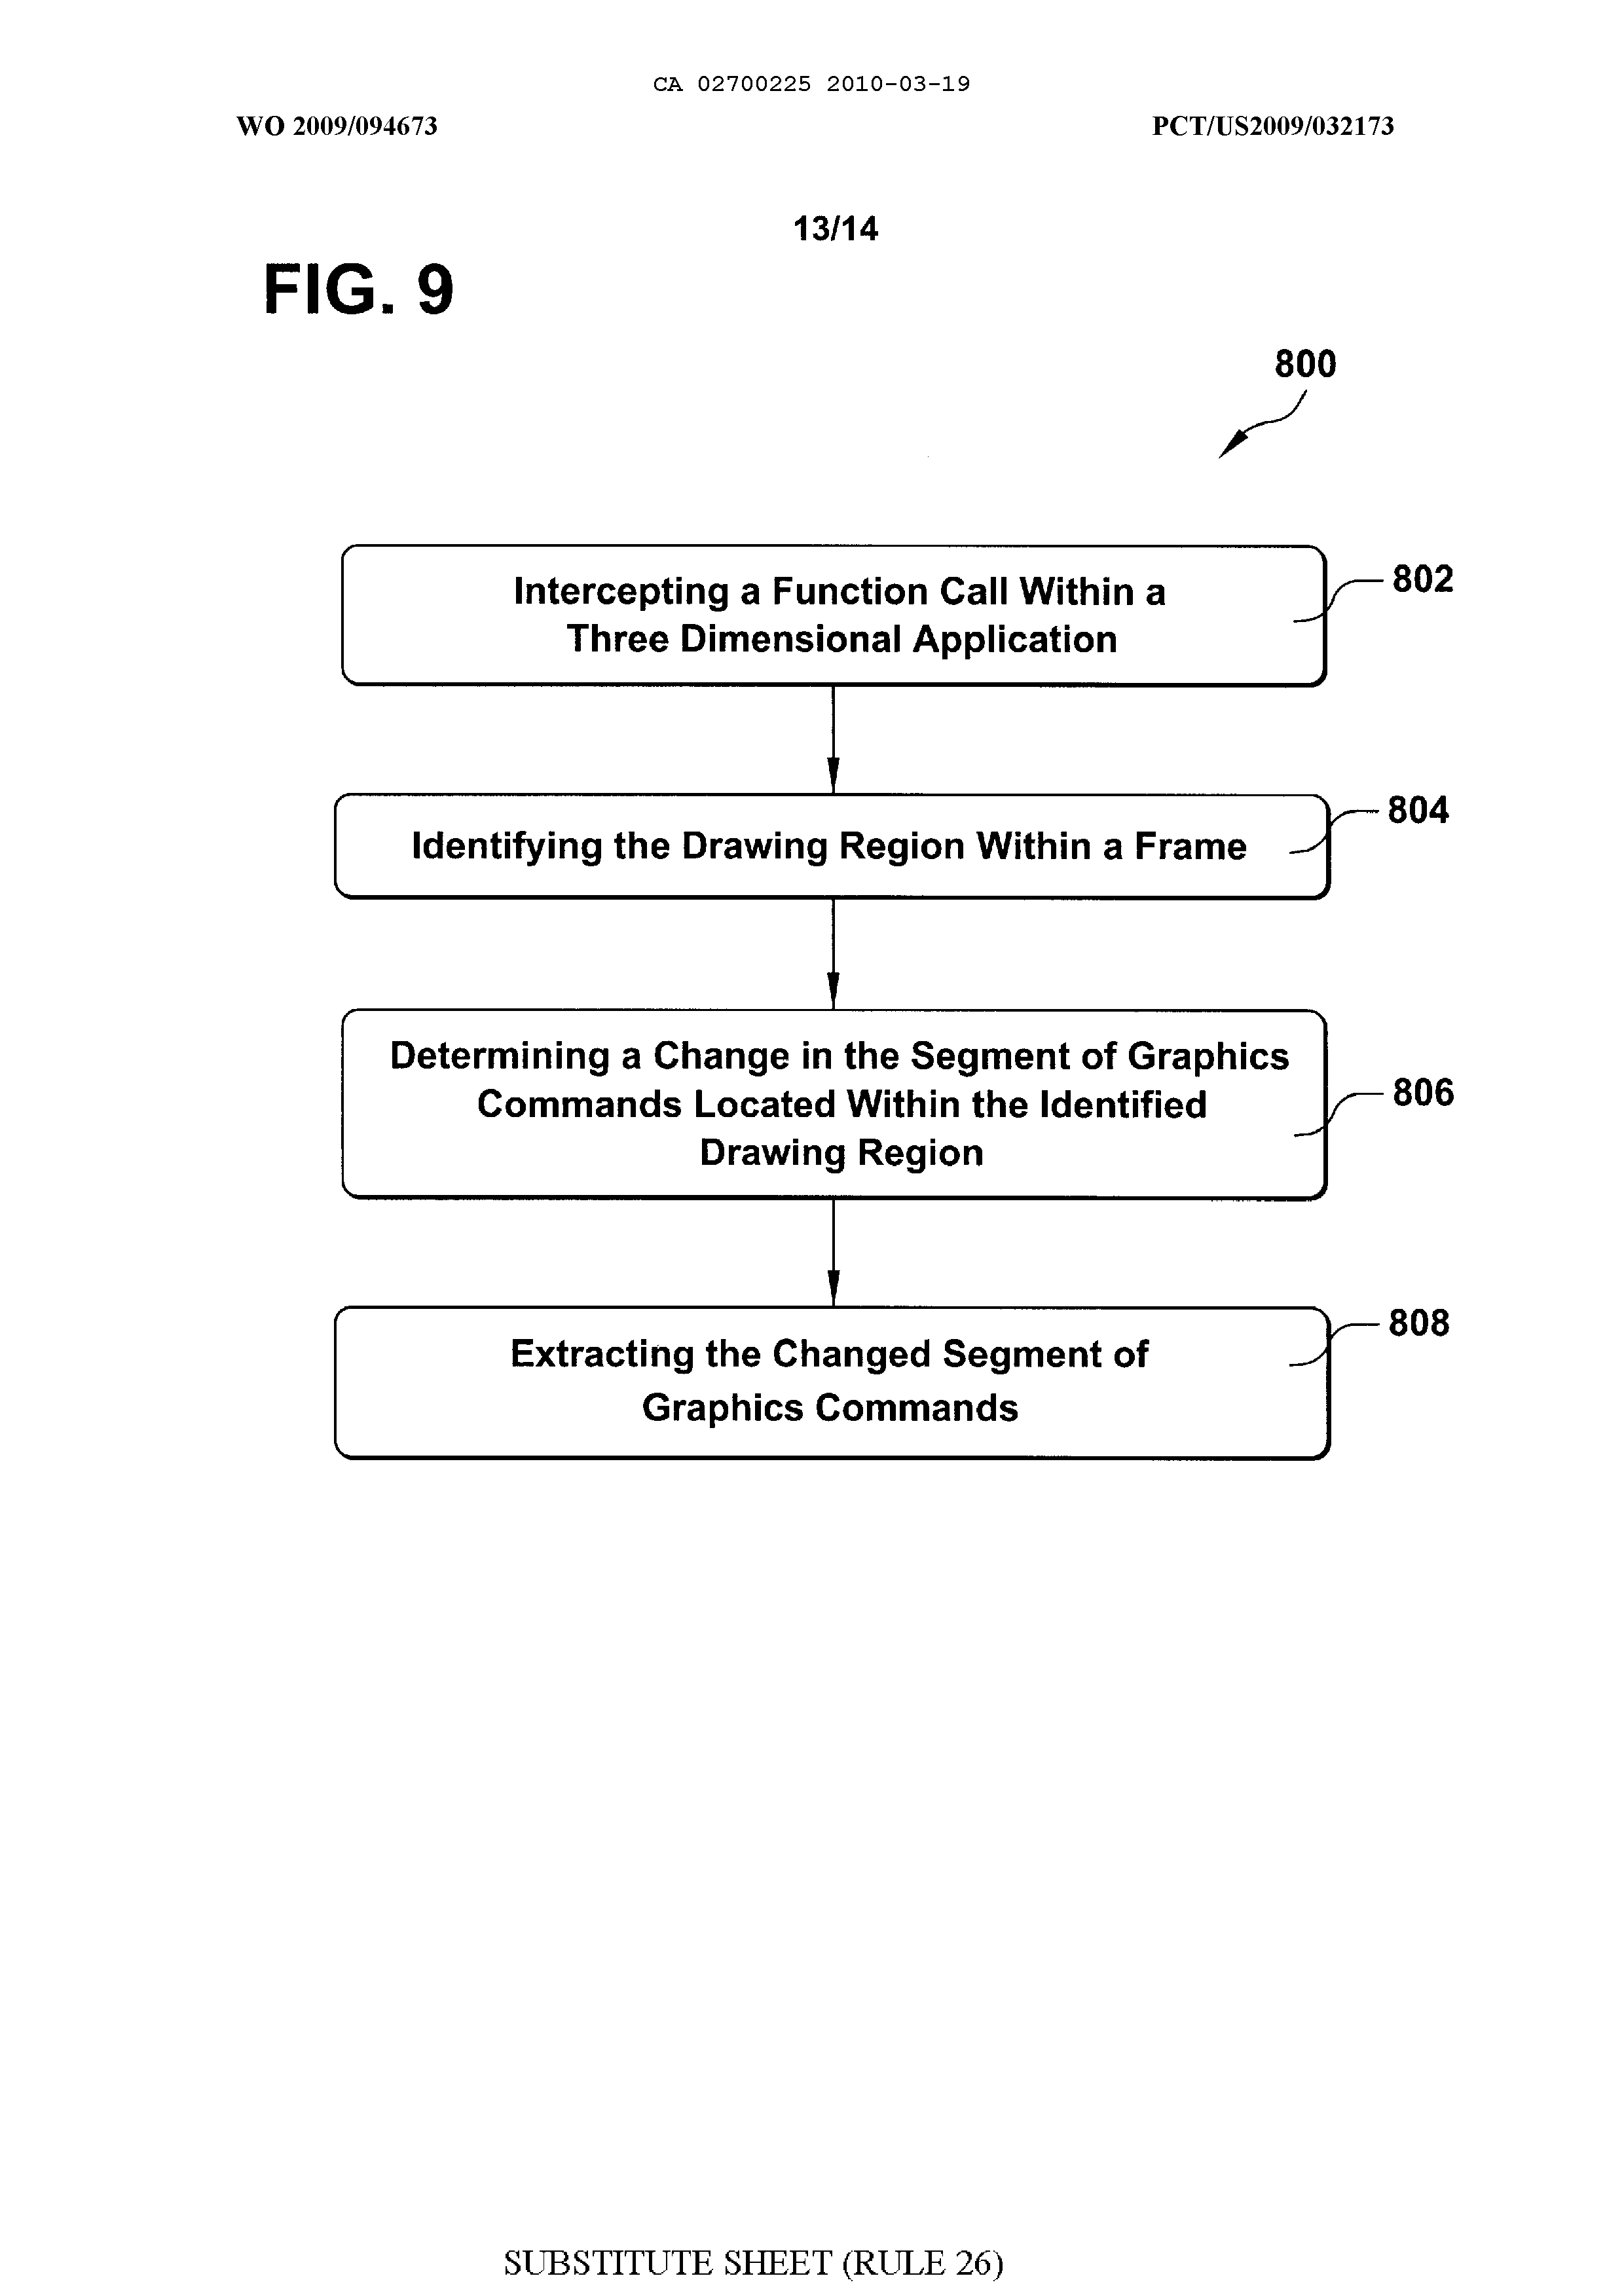 CA 02700225 2010-03-19
WO 2009/094673
PCT/US2009/032173
13/14
FIG. 9
800
Intercepting a Function Call Within a
Three Dimensional Application
802
Identifying the Drawing Region Within a Frame
804
Determining a Change in the Segment of Graphics
Commands Located Within the Identified
Drawing Region
806
Extracting the Changed Segment of
Graphics Commands
808
SUBSTITUTE SHEET (RULE 26)